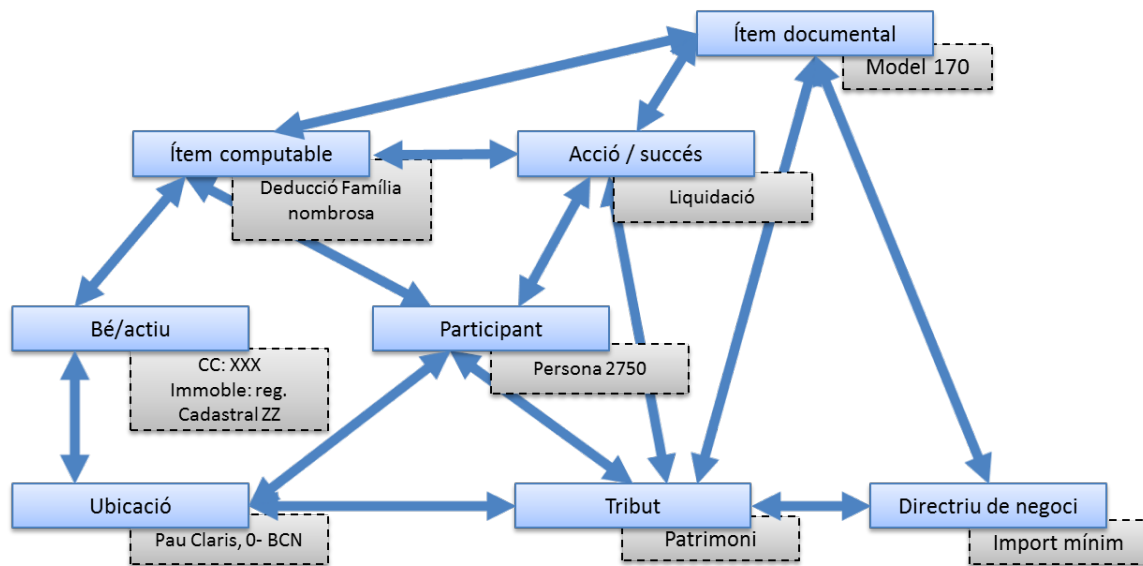 Ítem documental
Model 170
Ítem computable
Deducció Família
nombrosa
Acció / succés
Liquidació
Bé/actiu
CC: XXX
Immoble: reg.
Cadastral ZZ
Participant
Persona 2750
Ubicació
Pau Claris, 0- BCN
Tribut
Patrimoni
Directriu de negoci
Import mínim